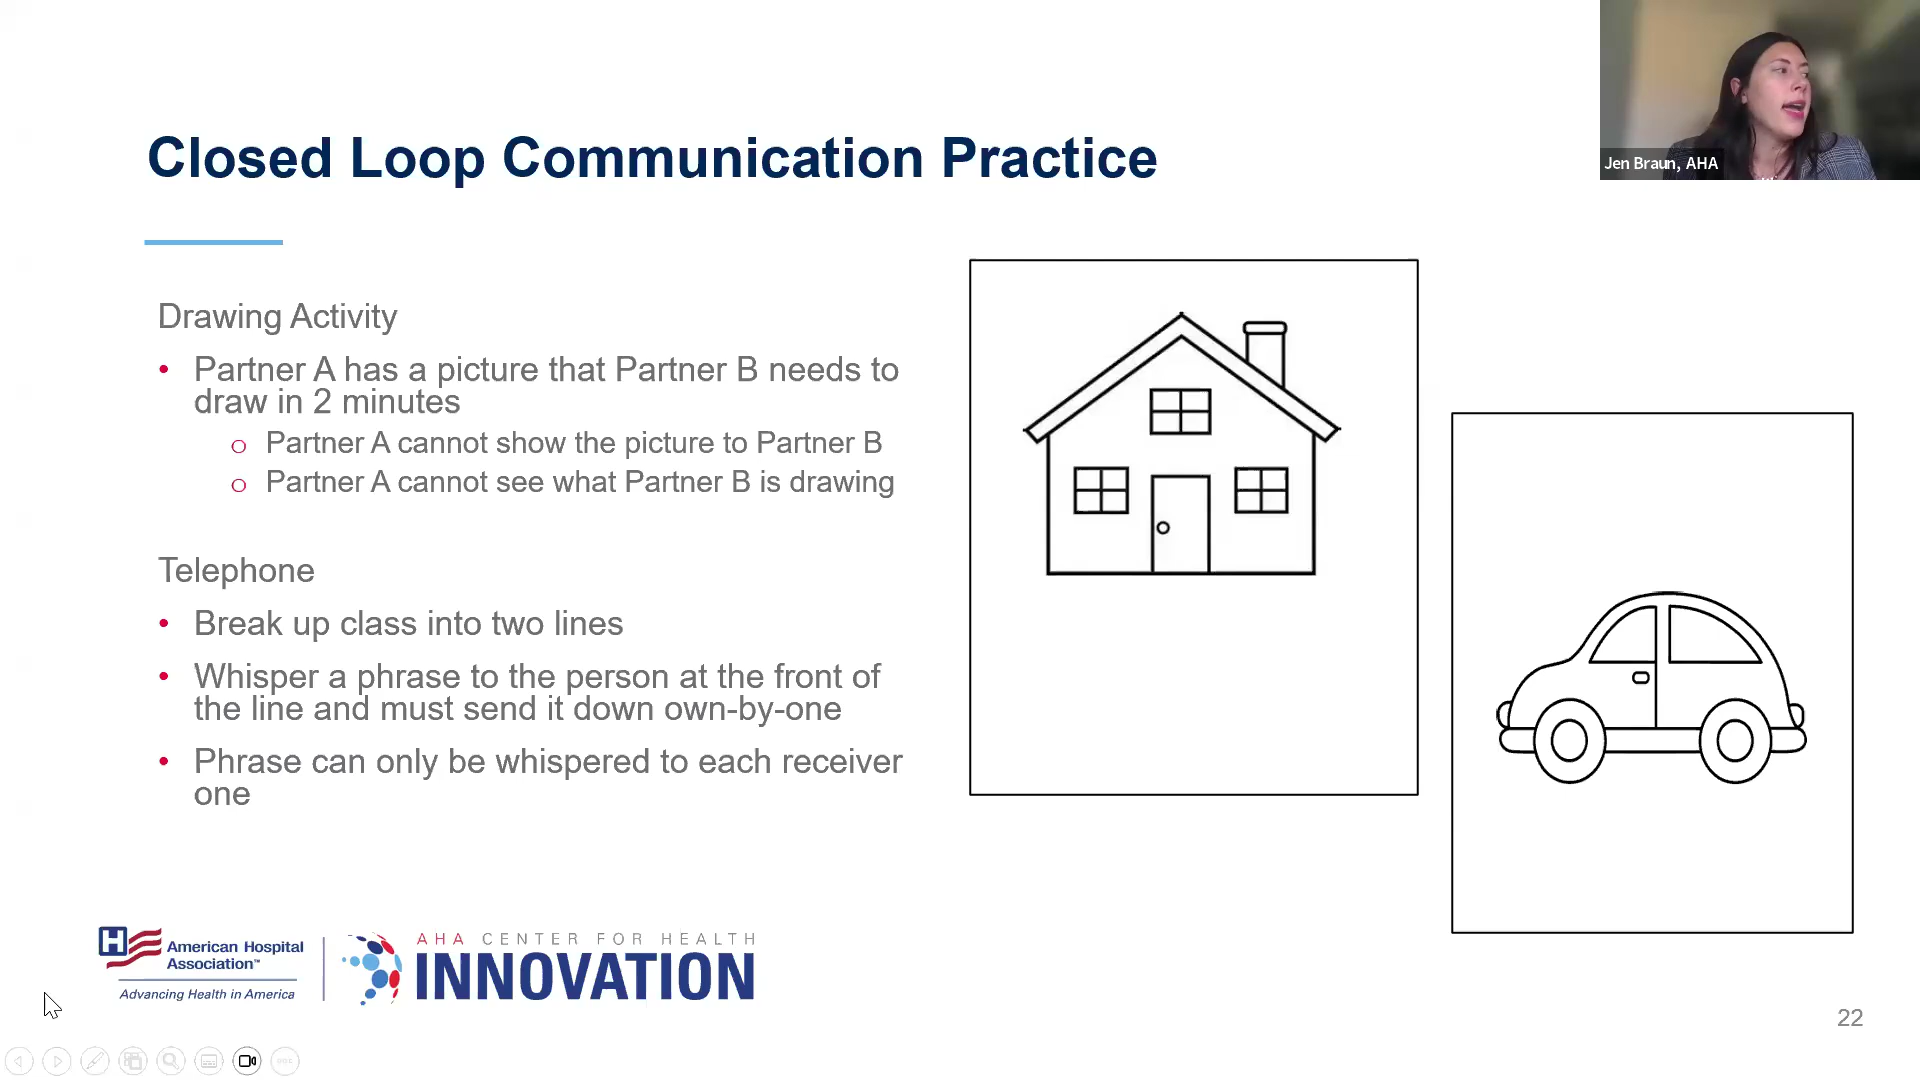 Jen Braun, AHA
Closed Loop Communication Practice
Drawing Activity
• Partner A has a picture that Partner B needs to
draw in 2 minutes
o Partner A cannot show the picture to Partner B
o Partner A cannot see what Partner B is drawing
Telephone
• Break up class into two lines
• Whisper a phrase to the person at the front of
the line and must send it down own-by-one
• Phrase can only be whispered to each receiver
one
H American Hospital
Association™
Advancing Health in America
AHA CENTER FOR HEALTH
INNOVATION
22